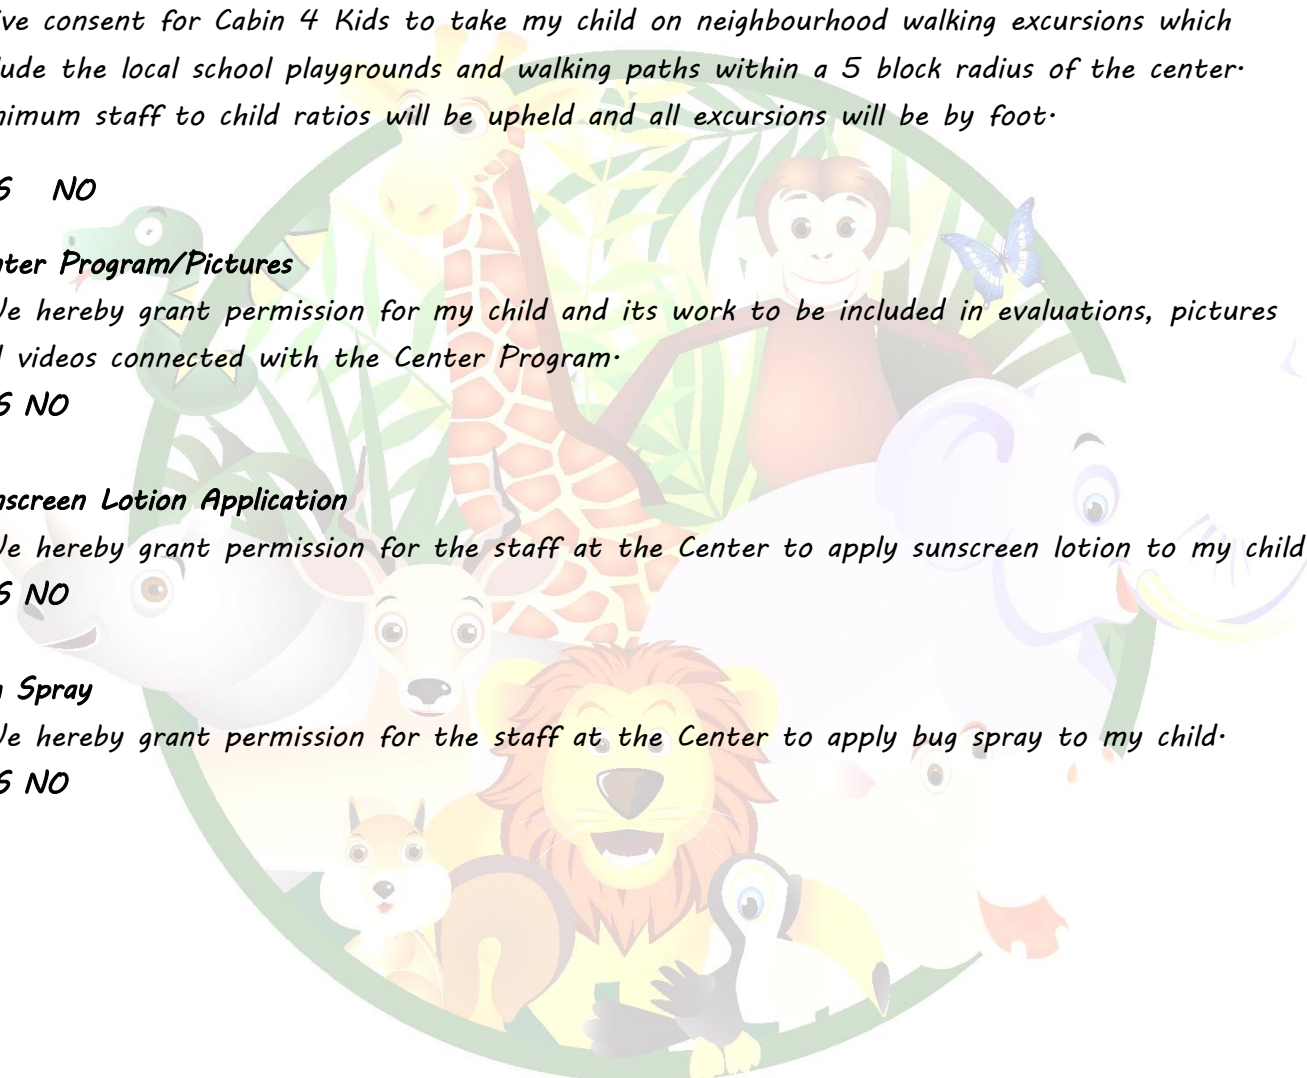 ve consent for Cabin 4 Kids to take my child on neighbourhood walking excursions which
lude the local school playgrounds and walking paths within a 5 block radius of the center.
nimum staff to child ratios will be upheld and all excursions will be by foot.
S NO
nter Program/Pictures
e hereby grant permission for my child and its work to be included in evaluations, pictures
videos connected with the Center Program.
S NO
nscreen Lotion Application
e hereby grant permission for the staff at the Center to apply sunscreen lotion to my child
S NO
Spray
e hereby grant permission for the staff at the Center to apply bug spray to my child.
S NO